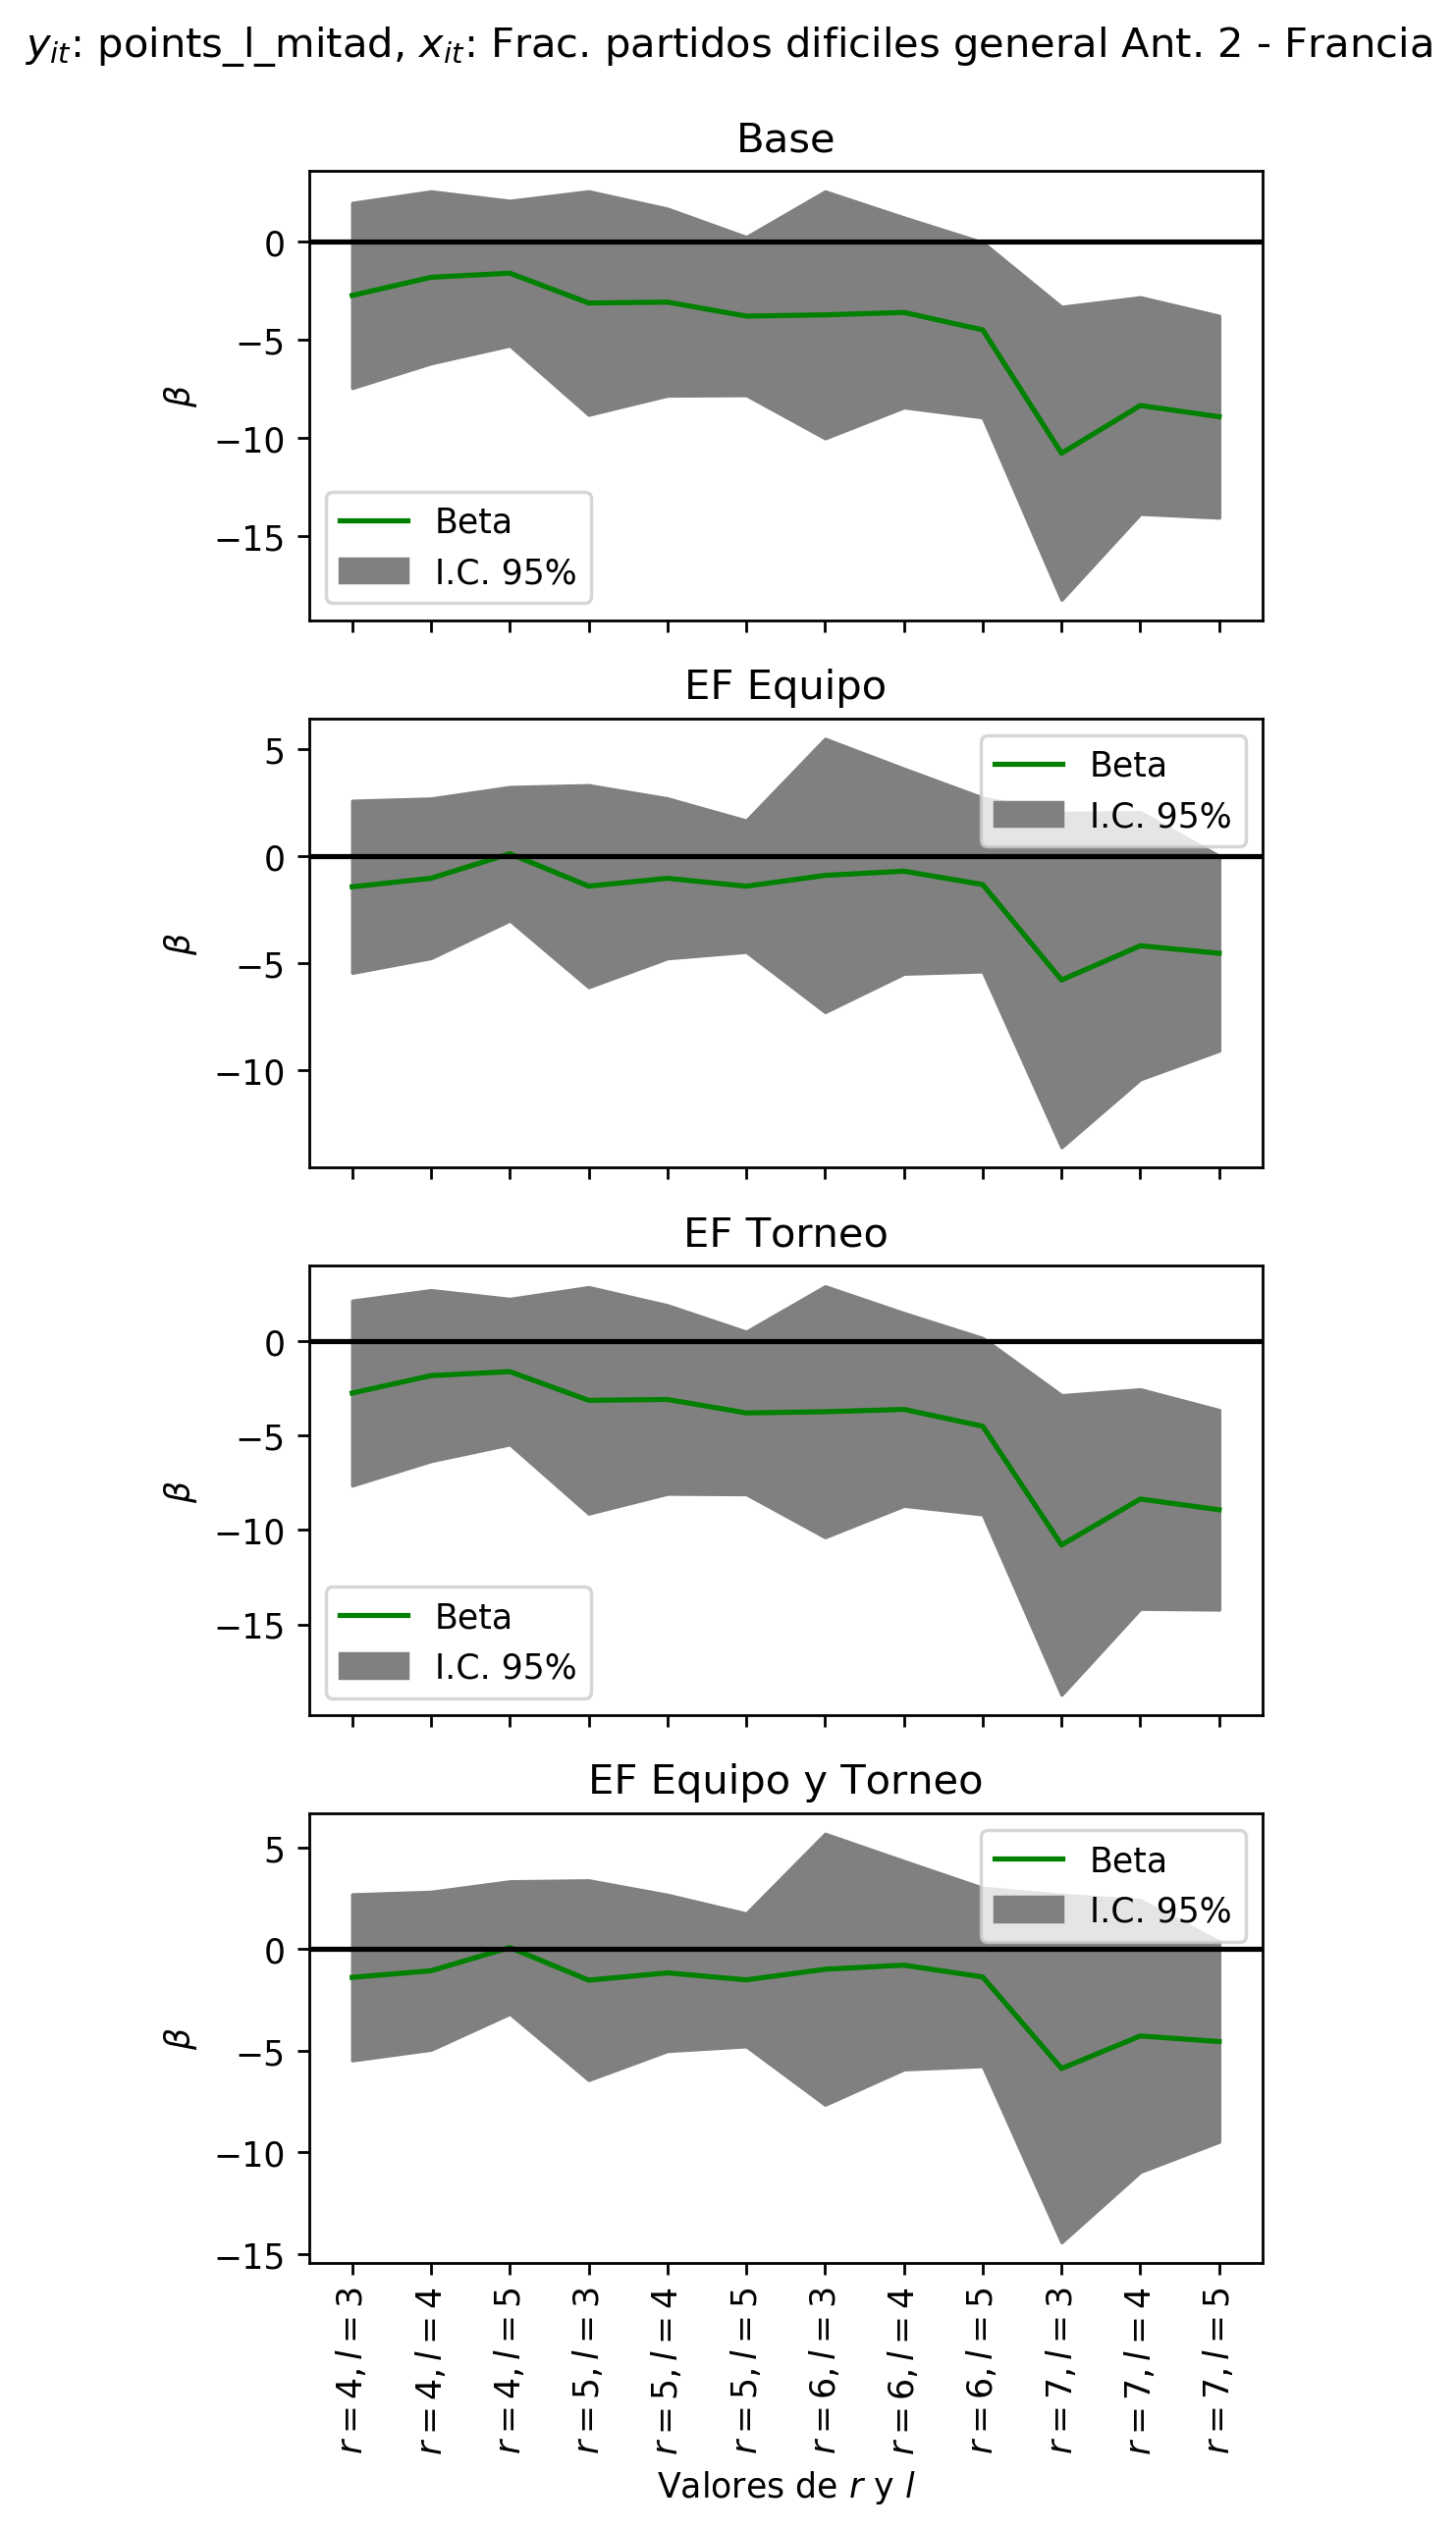 y_it: points_l_mitad, x_it: Frac. partidos dificiles general Ant. 2 - Francia
Base
0
−5
−10
−15
β
Beta
I.C. 95%
EF Equipo
5
0
−5
−10
β
Beta
I.C. 95%
EF Torneo
0
−5
−10
−15
β
Beta
I.C. 95%
EF Equipo y Torneo
5
0
−5
−10
−15
β
Beta
I.C. 95%
r = 4, l = 3
r = 4, l = 4
r = 4, l = 5
r = 5, l = 3
r = 5, l = 4
r = 5, l = 5
r = 6, l = 3
r = 6, l = 4
r = 6, l = 5
r = 7, l = 3
r = 7, l = 4
r = 7, l = 5
Valores de r y l